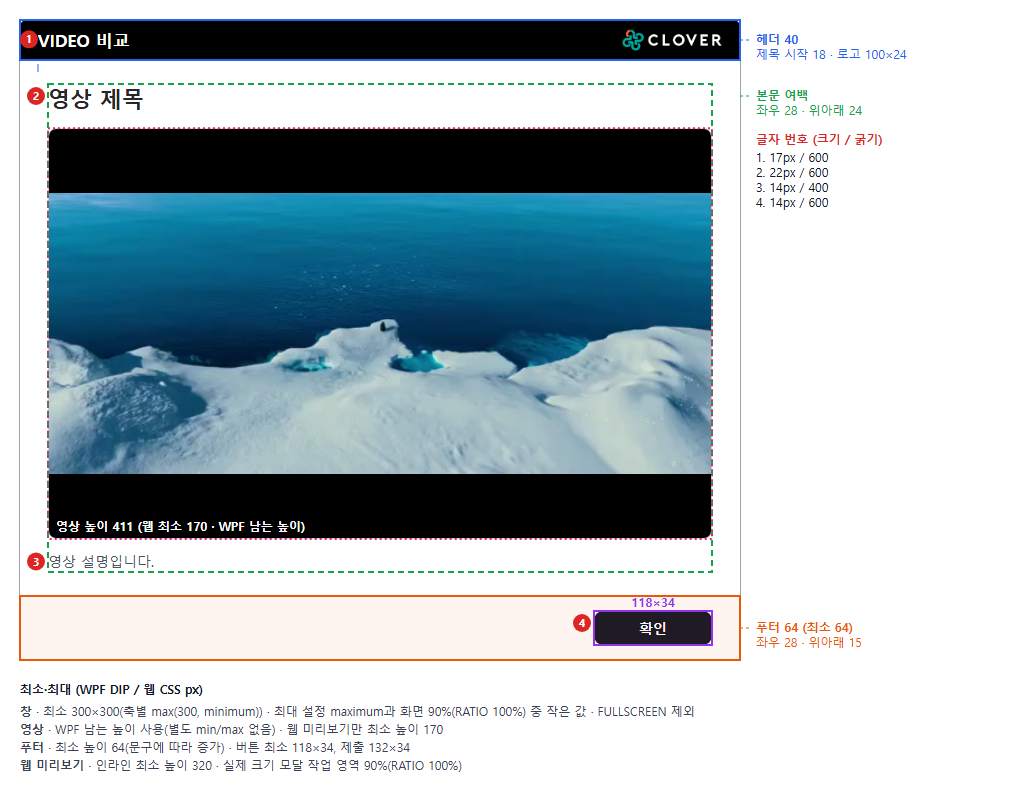 1 VIDEO 비교
CLOVER
헤더 40
제목 시작 18 · 로고 100×24
2 영상 제목
본문 여백
좌우 28 · 위아래 24
글자 번호 (크기 / 굵기)
1. 17px / 600
2. 22px / 600
3. 14px / 400
4. 14px / 600
영상 높이 411 (웹 최소 170 · WPF 남는 높이)
3 영상 설명입니다.
118×34
4 확인
푸터 64 (최소 64)
좌우 28 · 위아래 15
최소·최대 (WPF DIP / 웹 CSS px)
창 · 최소 300×300(축별 max(300, minimum)) · 최대 설정 maximum과 화면 90%(RATIO 100%) 중 작은 값 · FULLSCREEN 제외
영상 · WPF 남는 높이 사용(별도 min/max 없음) · 웹 미리보기만 최소 높이 170
푸터 · 최소 높이 64(문구에 따라 증가) · 버튼 최소 118×34, 제출 132×34
웹 미리보기 · 인라인 최소 높이 320 · 실제 크기 모달 작업 영역 90%(RATIO 100%)